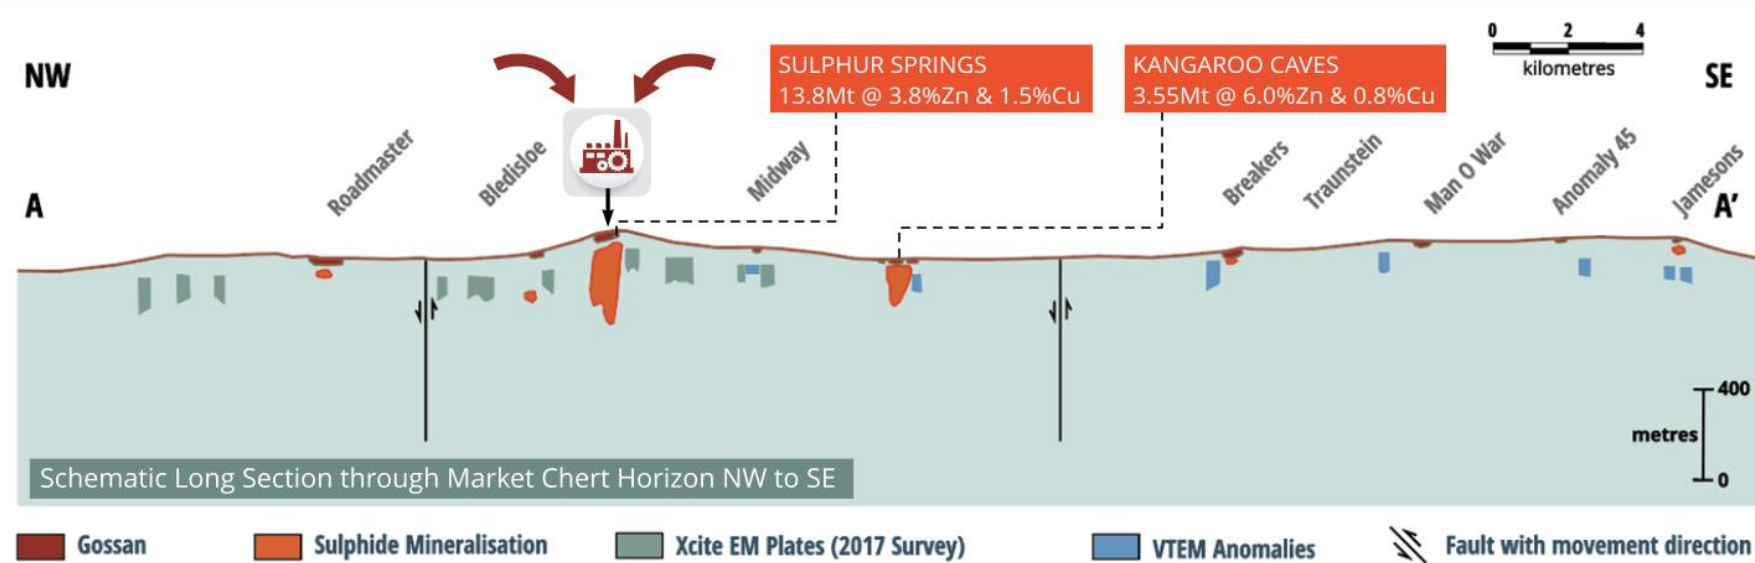 NW
SULPHUR SPRINGS
13.8Mt @ 3.8%Zn & 1.5%Cu
KANGAROO CAVES
3.55Mt @ 6.0%Zn & 0.8%Cu
0 2 4
kilometres
SE
A
Roadmaster
Bledisloe
Midway
Breakers
Traunstein
Man O War
Anomaly 45
Jamesons
A'
400
metres
0
Schematic Long Section through Market Chert Horizon NW to SE
Gossan
Sulphide Mineralisation
Xcite EM Plates (2017 Survey)
VTEM Anomalies
Fault with movement direction